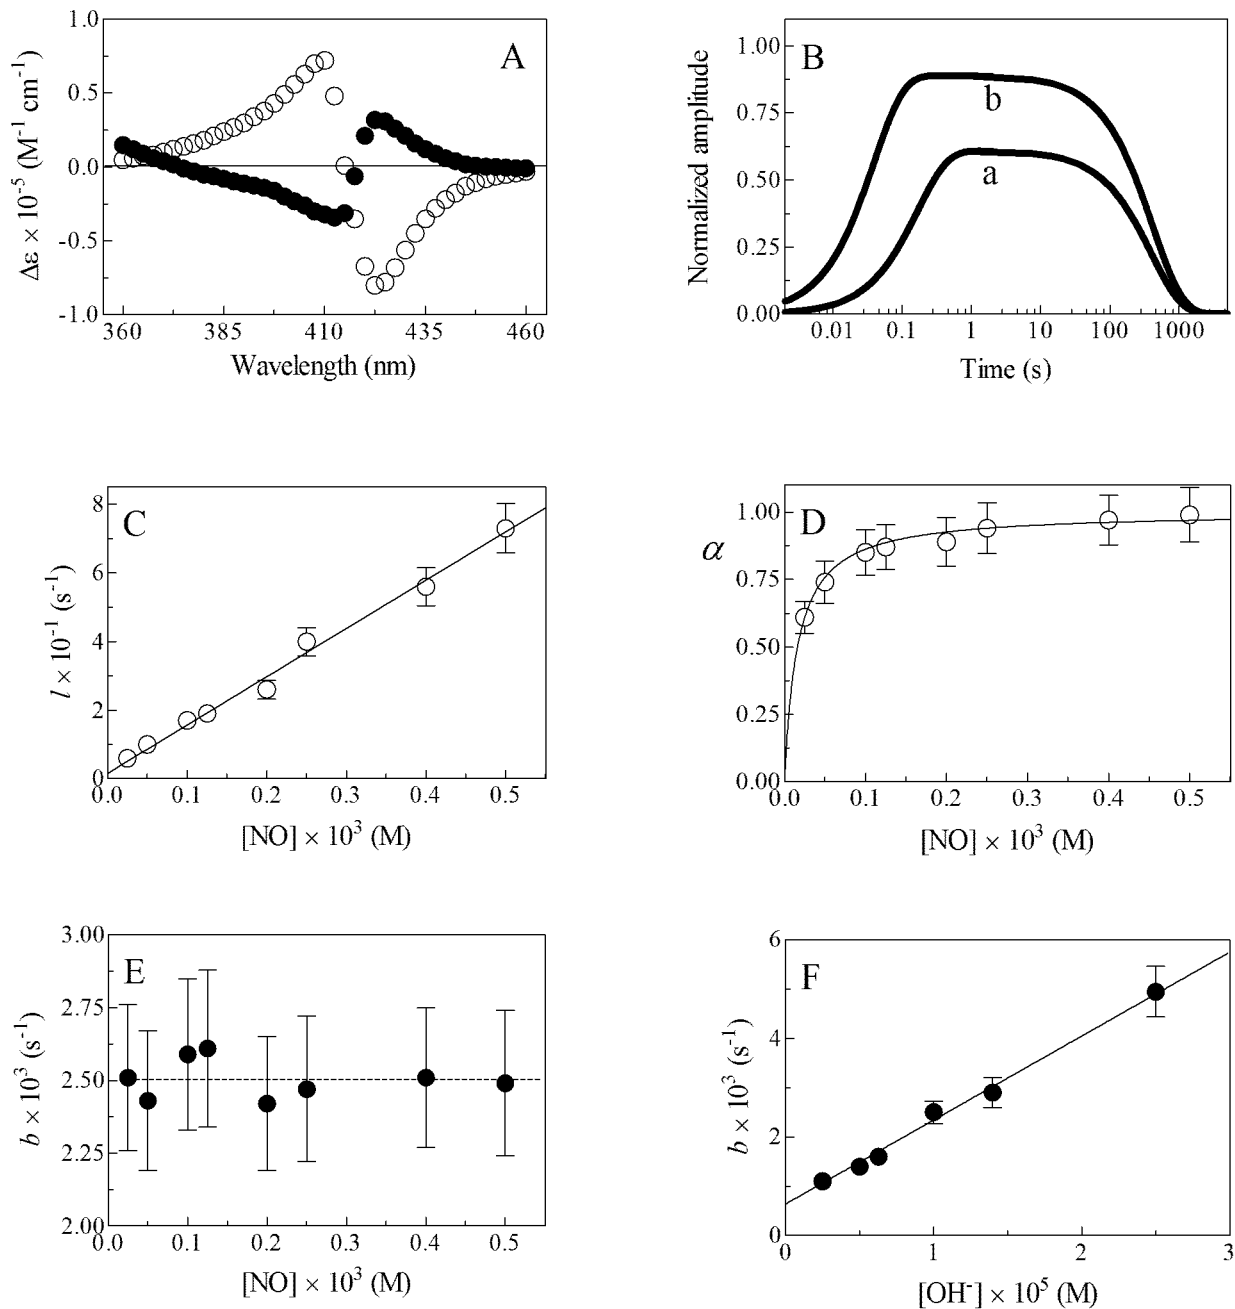 A
Δε × 10⁻⁵ (M⁻¹ cm⁻¹)
1.0
0.5
0.0
-0.5
-1.0
360 385 410 435 460
Wavelength (nm)
B
Normalized amplitude
1.00
0.75
0.50
0.25
0.00
b
a
0.01 0.1 1 10 100 1000
Time (s)
C
l × 10⁻¹ (s⁻¹)
8
6
4
2
0
0.0 0.1 0.2 0.3 0.4 0.5
[NO] × 10³ (M)
D
α
1.00
0.75
0.50
0.25
0.00
0.0 0.1 0.2 0.3 0.4 0.5
[NO] × 10³ (M)
E
b × 10³ (s⁻¹)
3.00
2.75
2.50
2.25
2.00
0.0 0.1 0.2 0.3 0.4 0.5
[NO] × 10³ (M)
F
b × 10³ (s⁻¹)
6
4
2
0
0 1 2 3
[OH⁻] × 10⁵ (M)